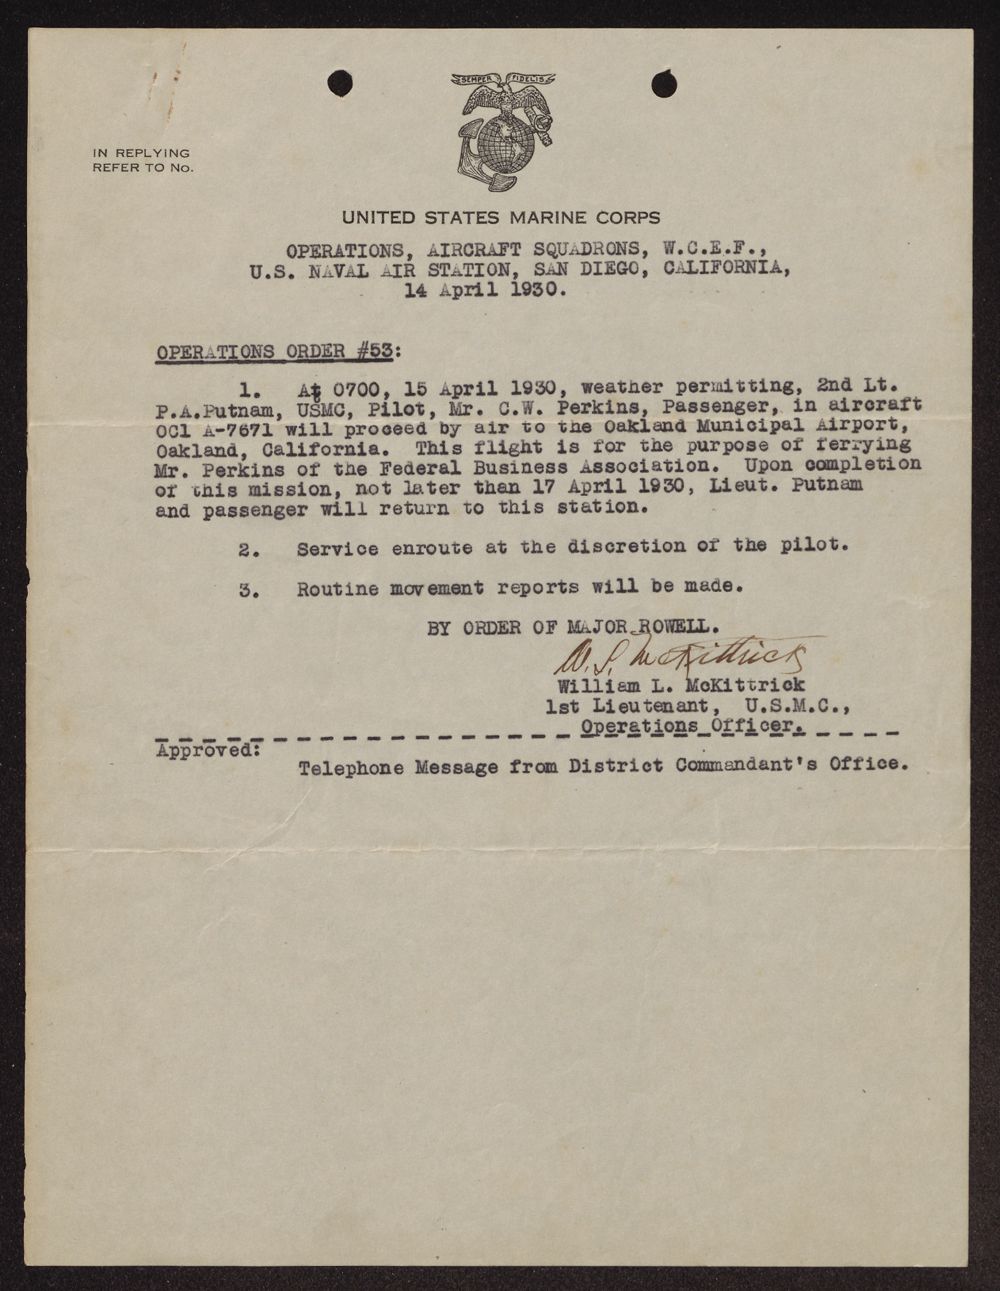 SEMPER FIDELIS
IN REPLYING
REFER TO No.
UNITED STATES MARINE CORPS
OPERATIONS, AIRCRAFT SQUADRONS, W.C.E.F.,
U.S. NAVAL AIR STATION, SAN DIEGO, CALIFORNIA,
14 April 1930.
OPERATIONS ORDER #53:
1. At 0700, 15 April 1930, weather permitting, 2nd Lt.
P.A.Putnam, USMC, Pilot, Mr. C.W. Perkins, Passenger, in aircraft
OC1 A-7671 will proceed by air to the Oakland Municipal Airport,
Oakland, California. This flight is for the purpose of ferrying
Mr. Perkins of the Federal Business Association. Upon completion
of this mission, not later than 17 April 1930, Lieut. Putnam
and passenger will return to this station.
2. Service enroute at the discretion of the pilot.
3. Routine movement reports will be made.
BY ORDER OF MAJOR ROWELL.
W. L. McKittrick
William L. McKittrick
1st Lieutenant, U.S.M.C.,
Operations Officer.
Approved:
Telephone Message from District Commandant's Office.